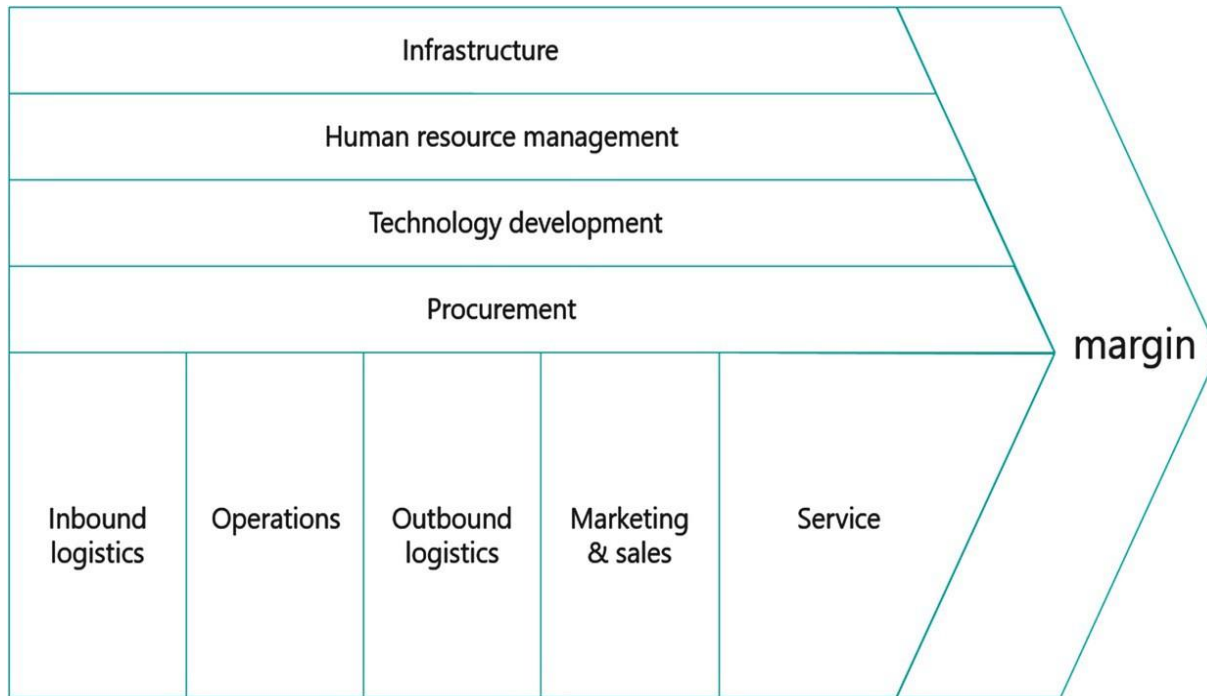 Infrastructure
Human resource management
Technology development
Procurement
margin
Inbound
logistics
Operations
Outbound
logistics
Marketing
& sales
Service